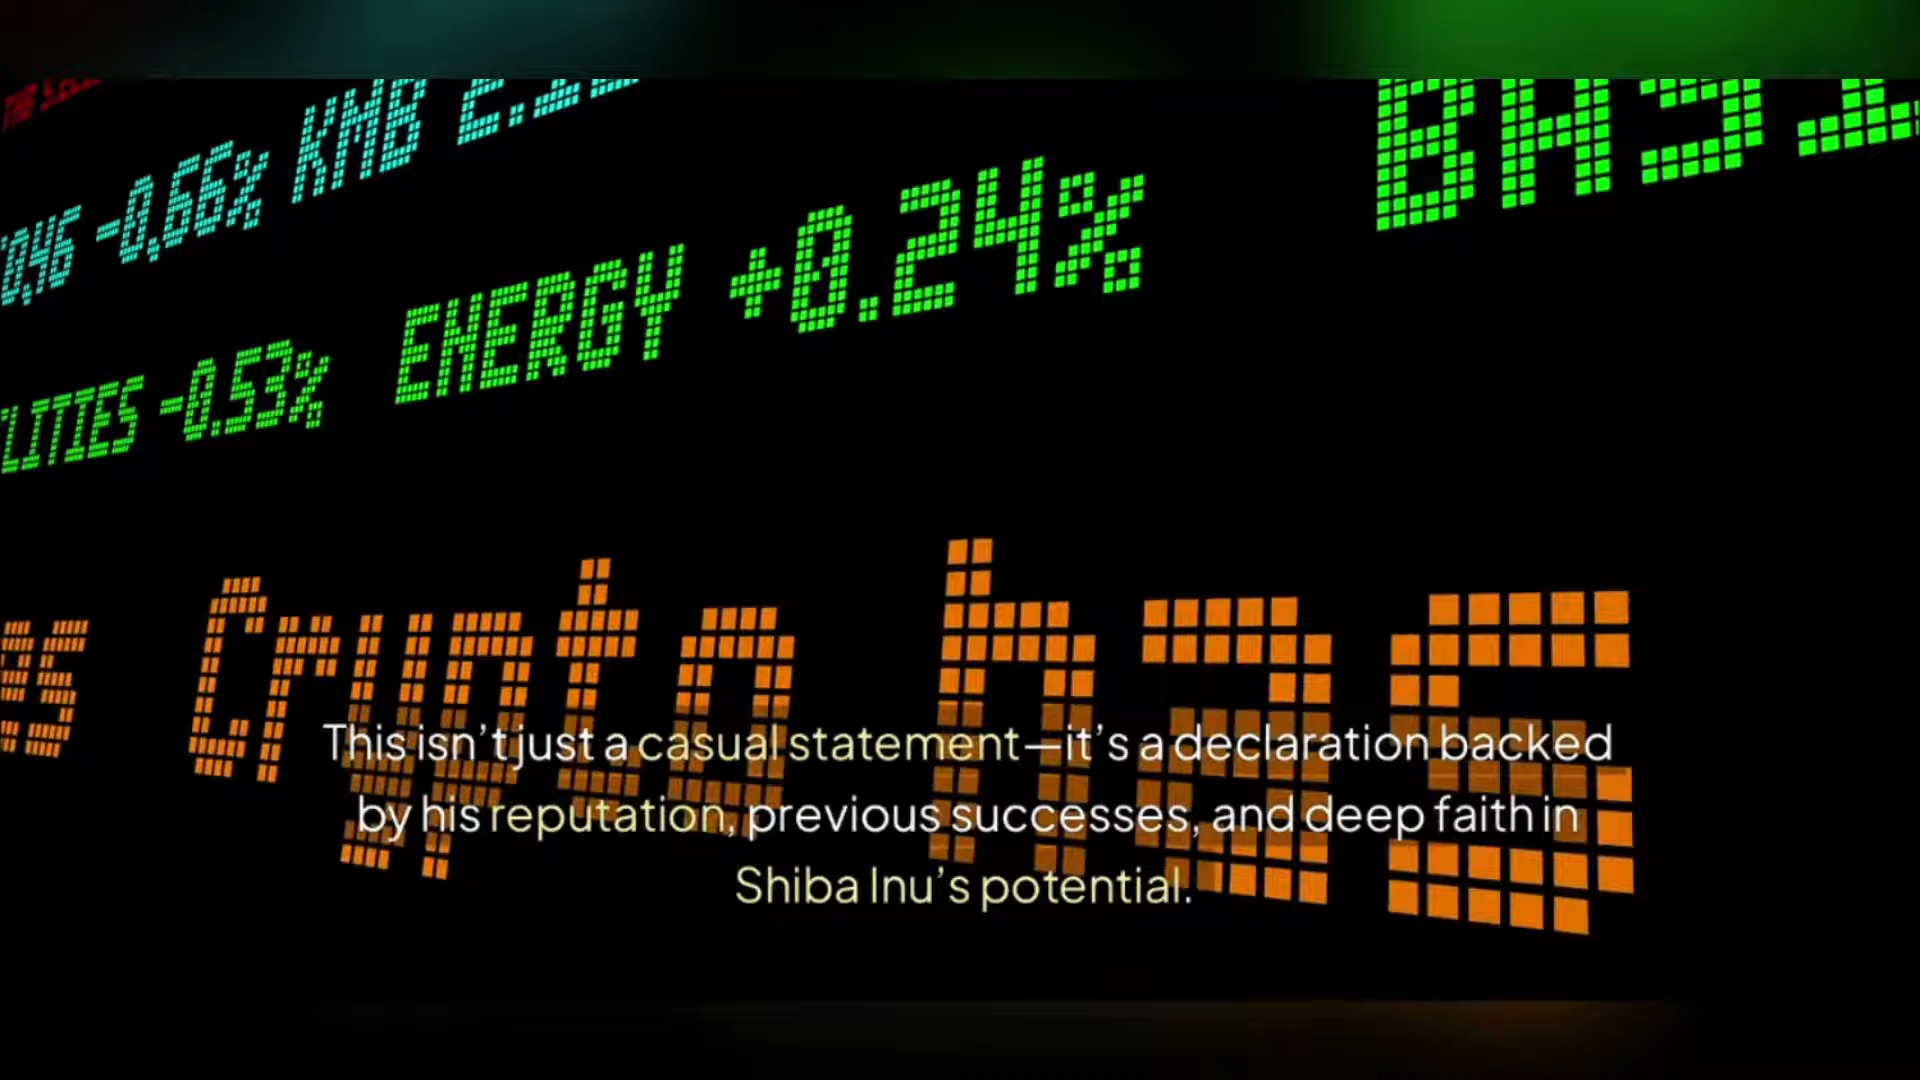 0,46 -0,66% KMB
ENERGY +0.24%
LITIES -0.53%
Crypto has
This isn't just a casual statement—it's a declaration backed
by his reputation, previous successes, and deep faith in
Shiba Inu's potential.